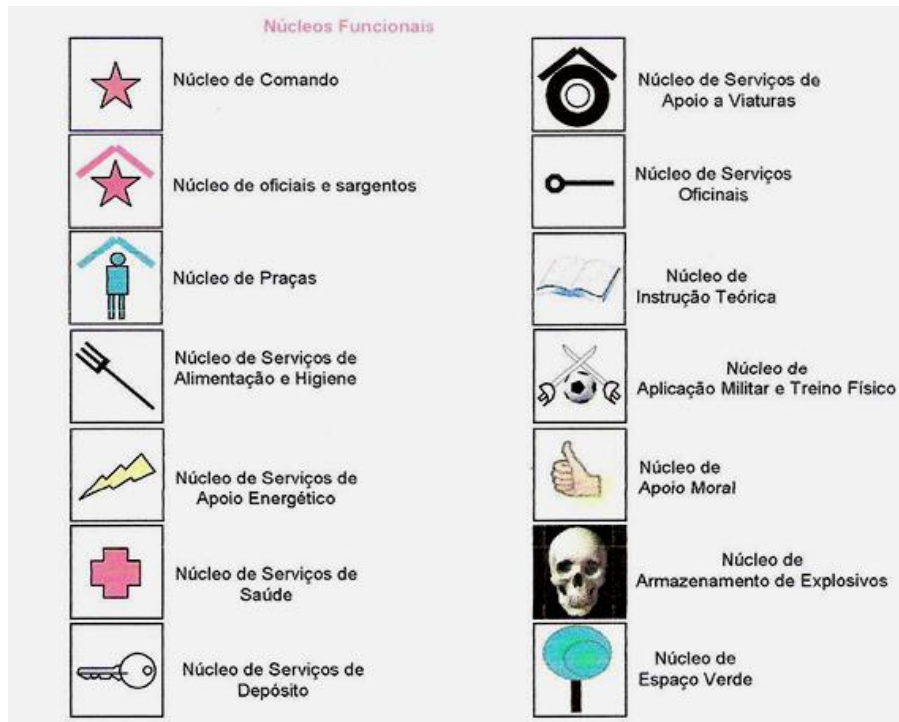 Núcleos Funcionais
Núcleo de Comando
Núcleo de oficiais e sargentos
Núcleo de Praças
Núcleo de Serviços de
Alimentação e Higiene
Núcleo de Serviços de
Apoio Energético
Núcleo de Serviços de
Saúde
Núcleo de Serviços de
Depósito
Núcleo de Serviços de
Apoio a Viaturas
Núcleo de Serviços
Oficinais
Núcleo de
Instrução Teórica
Núcleo de
Aplicação Militar e Treino Físico
Núcleo de
Apoio Moral
Núcleo de
Armazenamento de Explosivos
Núcleo de
Espaço Verde